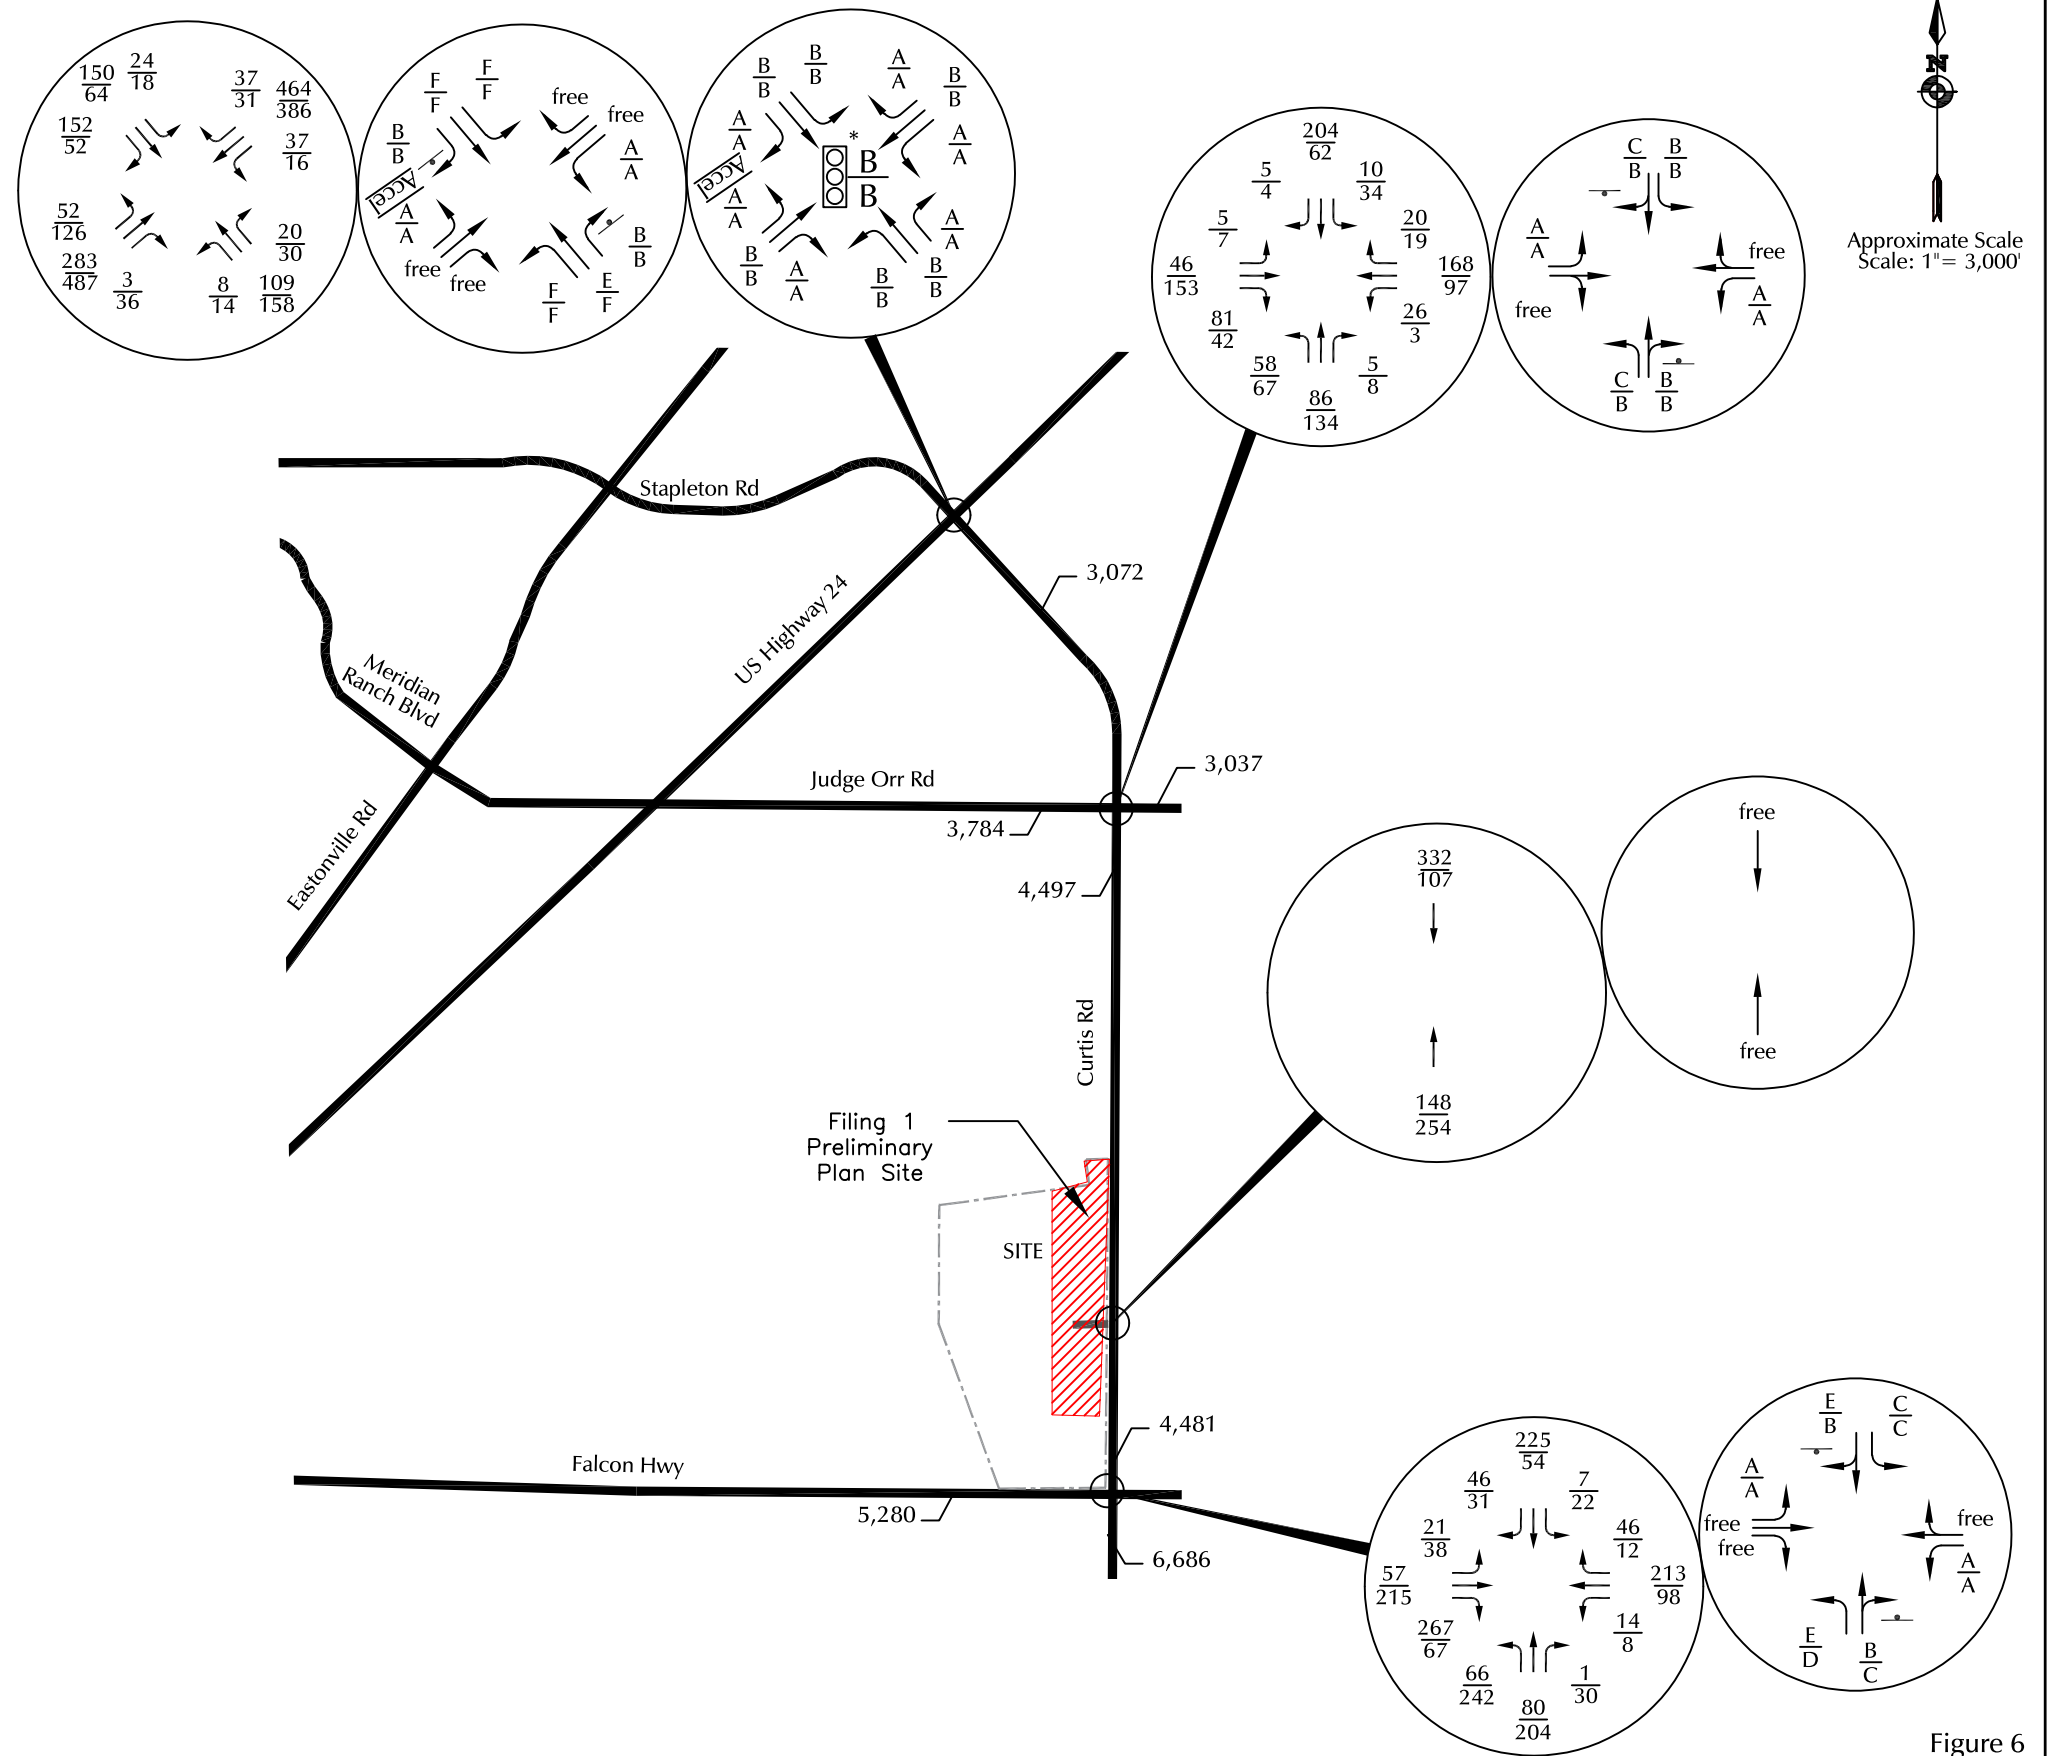 150
64
24
18
37
31
464
386
152
52
37
16
52
126
283
487
3
36
8
14
109
158
20
30
F
F
F
F
free
free
B
B
A
A
Accel
A
A
free
free
F
F
E
F
B
B
B
B
B
B
A
A
B
B
A
A
A
A
Accel
*
B
B
A
A
B
B
A
A
B
B
B
B
A
A
204
62
5
4
10
34
5
7
20
19
46
153
168
97
81
42
26
3
58
67
5
8
86
134
C
B
B
B
A
A
free
free
A
A
C
B
B
B
N
Approximate Scale
Scale: 1"= 3,000'
Stapleton Rd
3,072
US Highway 24
Meridian
Ranch Blvd
Judge Orr Rd
3,037
3,784
Eastonville Rd
4,497
Curtis Rd
332
107
148
254
free
free
Filing 1
Preliminary
Plan Site
SITE
4,481
Falcon Hwy
5,280
6,686
225
54
46
31
7
22
21
38
46
12
57
215
213
98
267
67
14
8
66
242
1
30
80
204
E
B
C
C
A
A
free
free
free
A
A
E
D
B
C
Figure 6